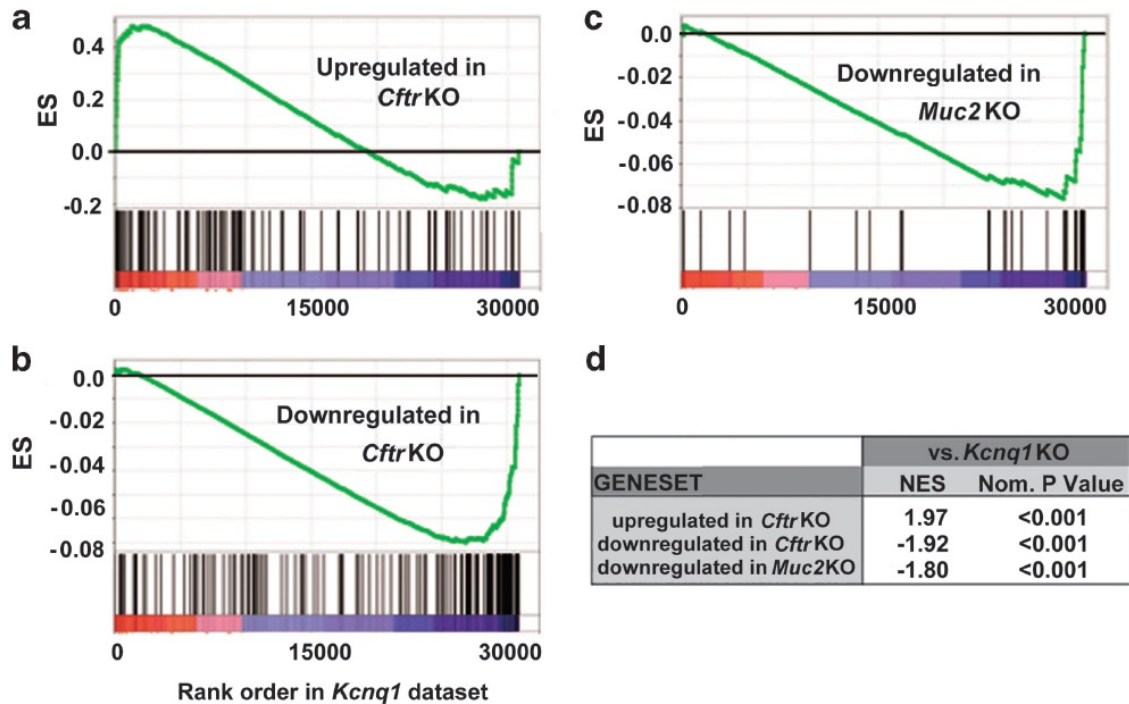 a
0.4
0.2
0.0
-0.2
ES
Upregulated in
Cftr KO
0
15000
30000
b
0.0
-0.02
-0.04
-0.06
-0.08
ES
Downregulated in
Cftr KO
0
15000
30000
Rank order in Kcnq1 dataset
c
0.0
-0.02
-0.04
-0.06
-0.08
ES
Downregulated in
Muc2 KO
0
15000
30000
d
vs. Kcnq1 KO
GENESET NES Nom. P Value
upregulated in Cftr KO 1.97 <0.001
downregulated in Cftr KO -1.92 <0.001
downregulated in Muc2KO -1.80 <0.001